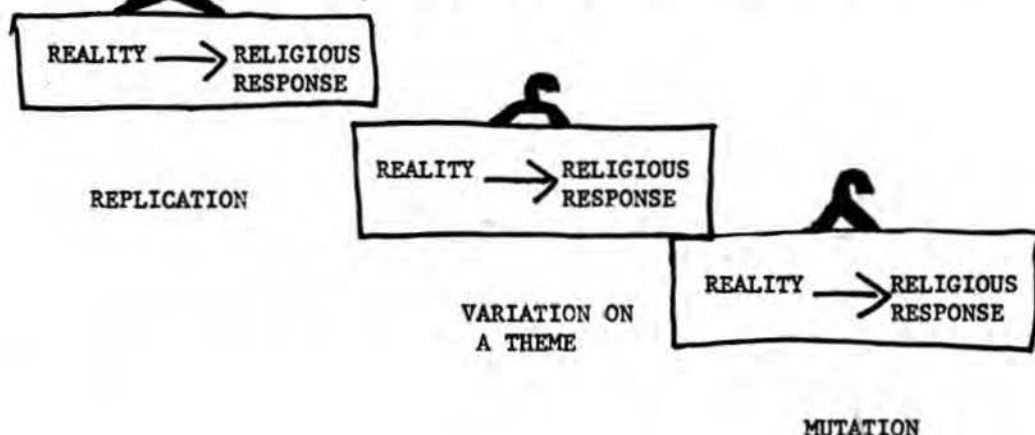 REALITY → RELIGIOUS
RESPONSE
REPLICATION
REALITY → RELIGIOUS
RESPONSE
VARIATION ON
A THEME
REALITY → RELIGIOUS
RESPONSE
MUTATION